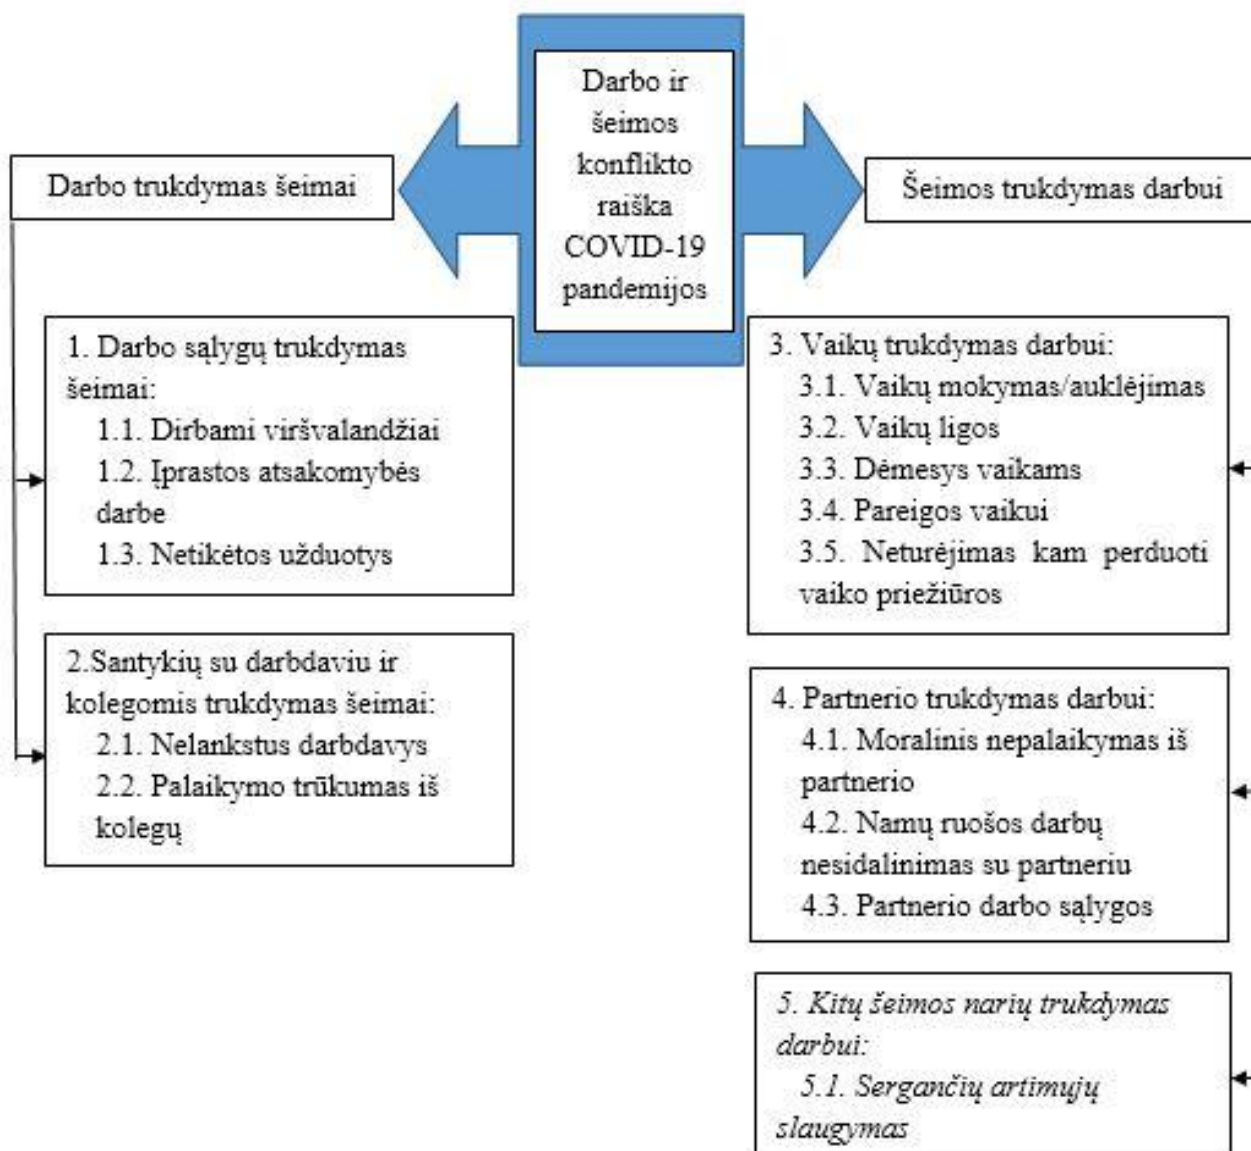 Darbo ir
šeimos
konflikto
raiška
COVID-19
pandemijos
Darbo trukdymas šeimai
1. Darbo sąlygų trukdymas
šeimai:
1.1. Dirbami viršvalandžiai
1.2. Įprastos atsakomybės
darbe
1.3. Netikėtos užduotys
2.Santykių su darbdaviu ir
kolegomis trukdymas šeimai:
2.1. Nelankstus darbdavys
2.2. Palaikymo trūkumas iš
kolegų
Šeimos trukdymas darbui
3. Vaikų trukdymas darbui:
3.1. Vaikų mokymas/auklėjimas
3.2. Vaikų ligos
3.3. Dėmesys vaikams
3.4. Pareigos vaikui
3.5. Neturėjimas kam perduoti
vaiko priežiūros
4. Partnerio trukdymas darbui:
4.1. Moralinis nepalaikymas iš
partnerio
4.2. Namų ruošos darbų
nesidalinimas su partneriu
4.3. Partnerio darbo sąlygos
5. Kitų šeimos narių trukdymas
darbui:
5.1. Sergančių artimųjų
slaugymas